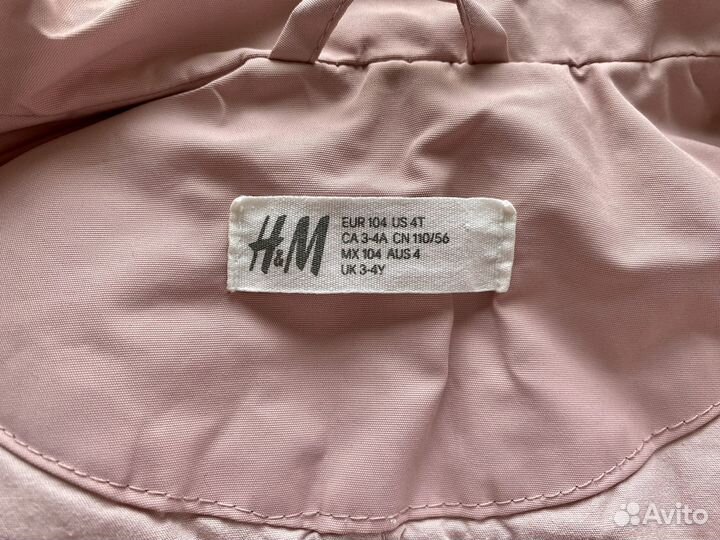 H&M
EUR 104 US 4T
CA 3-4A CN 110/56
MX 104 AUS 4
UK 3-4Y
Avito